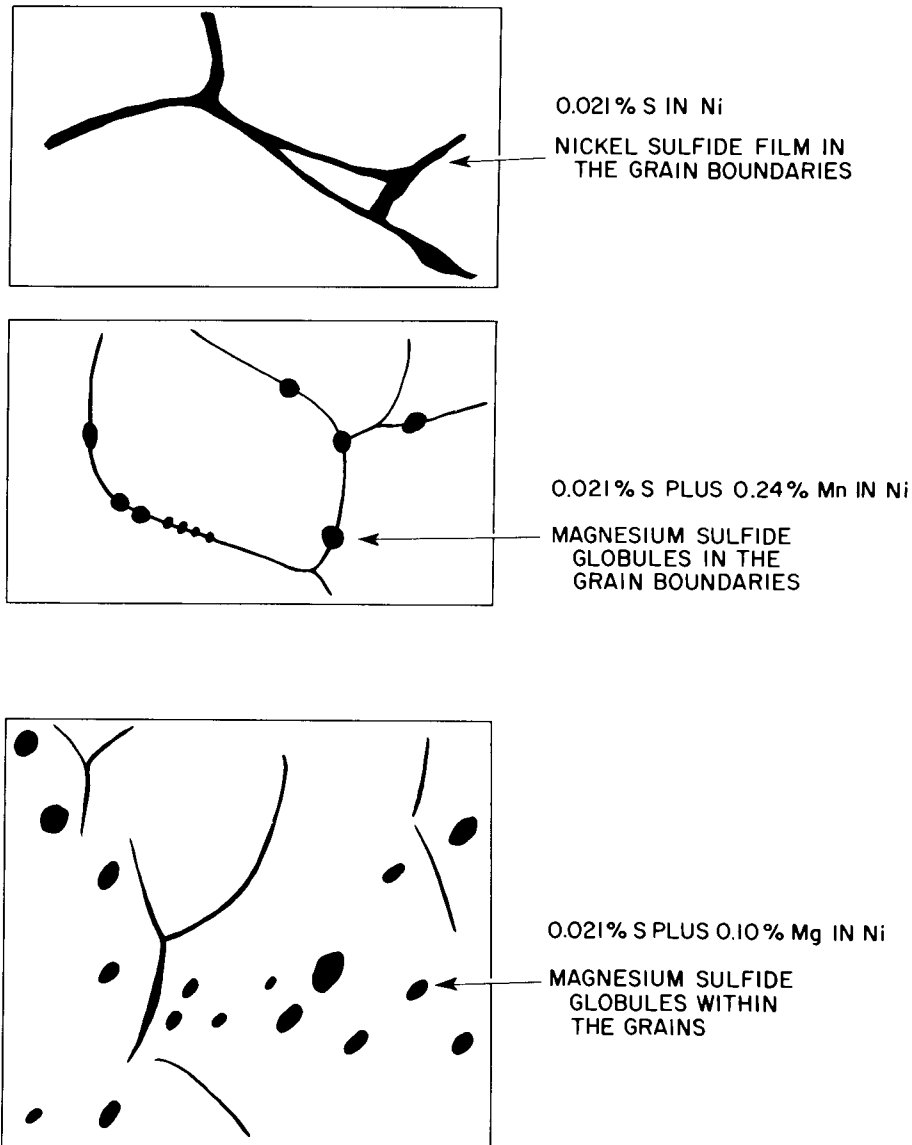 0.021% S IN Ni
NICKEL SULFIDE FILM IN
THE GRAIN BOUNDARIES
0.021% S PLUS 0.24% Mn IN Ni
MAGNESIUM SULFIDE
GLOBULES IN THE
GRAIN BOUNDARIES
0.021% S PLUS 0.10% Mg IN Ni
MAGNESIUM SULFIDE
GLOBULES WITHIN
THE GRAINS